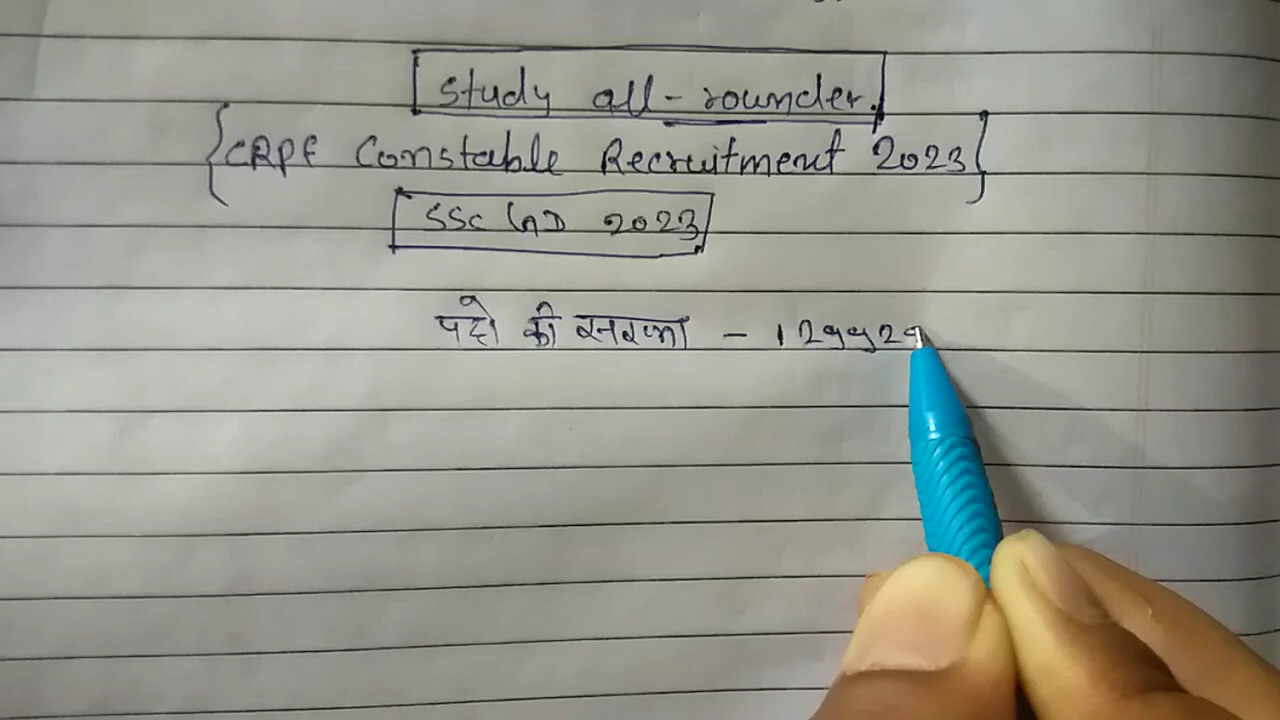 Study all-rounder.
{CRPF Constable Recruitment 2023}
SSC GD 2023
पदो की - 129929